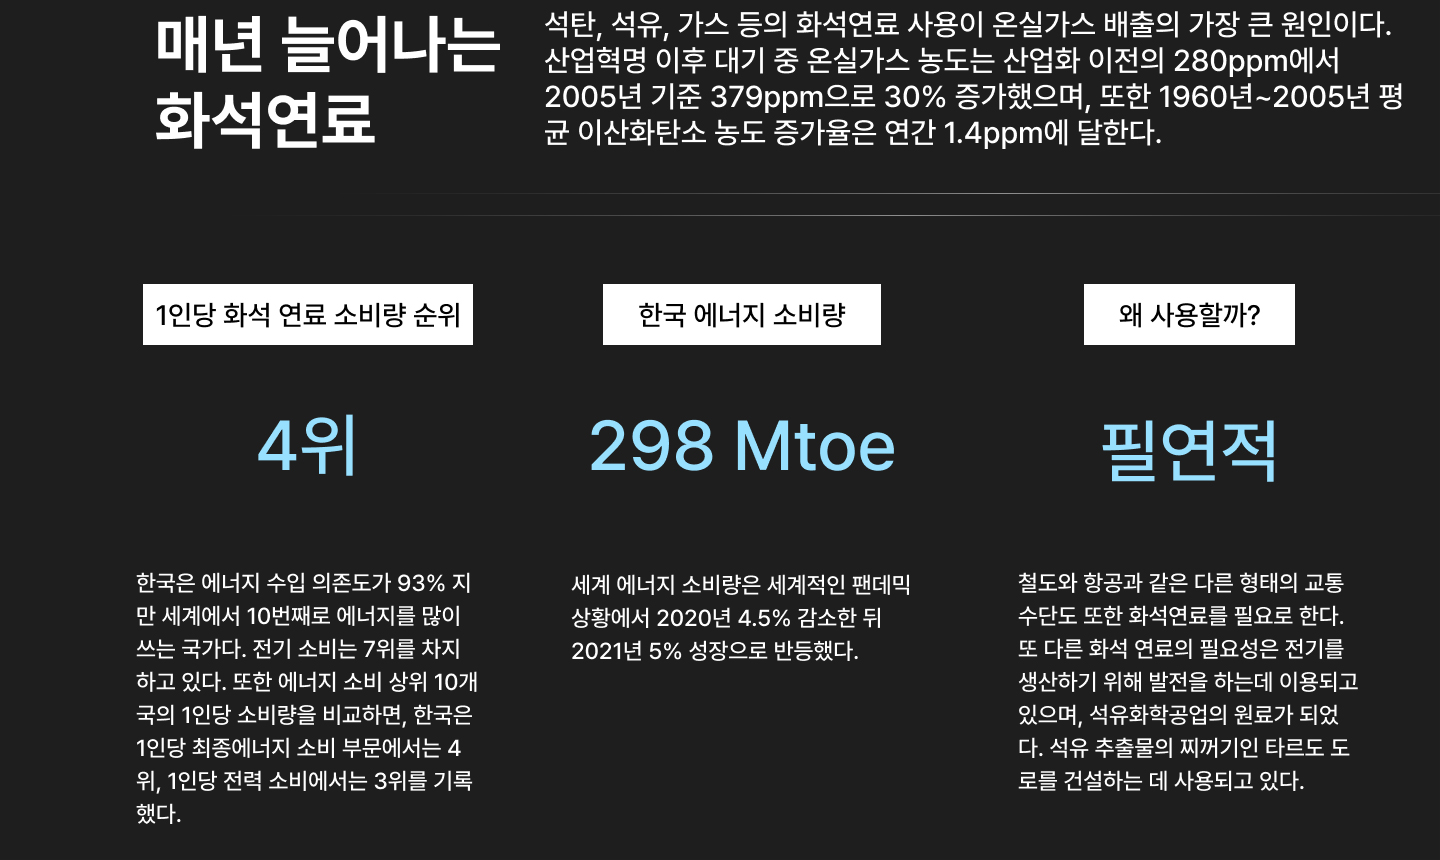 매년 늘어나는
화석연료
석탄, 석유, 가스 등의 화석연료 사용이 온실가스 배출의 가장 큰 원인이다.
산업혁명 이후 대기 중 온실가스 농도는 산업화 이전의 280ppm에서
2005년 기준 379ppm으로 30% 증가했으며, 또한 1960년~2005년 평
균 이산화탄소 농도 증가율은 연간 1.4ppm에 달한다.
1인당 화석 연료 소비량 순위
4위
한국은 에너지 수입 의존도가 93% 지
만 세계에서 10번째로 에너지를 많이
쓰는 국가다. 전기 소비는 7위를 차지
하고 있다. 또한 에너지 소비 상위 10개
국의 1인당 소비량을 비교하면, 한국은
1인당 최종에너지 소비 부문에서는 4
위, 1인당 전력 소비에서는 3위를 기록
했다.
한국 에너지 소비량
298 Mtoe
세계 에너지 소비량은 세계적인 팬데믹
상황에서 2020년 4.5% 감소한 뒤
2021년 5% 성장으로 반등했다.
왜 사용할까?
필연적
철도와 항공과 같은 다른 형태의 교통
수단도 또한 화석연료를 필요로 한다.
또 다른 화석 연료의 필요성은 전기를
생산하기 위해 발전을 하는데 이용되고
있으며, 석유화학공업의 원료가 되었
다. 석유 추출물의 찌꺼기인 타르도 도
로를 건설하는 데 사용되고 있다.